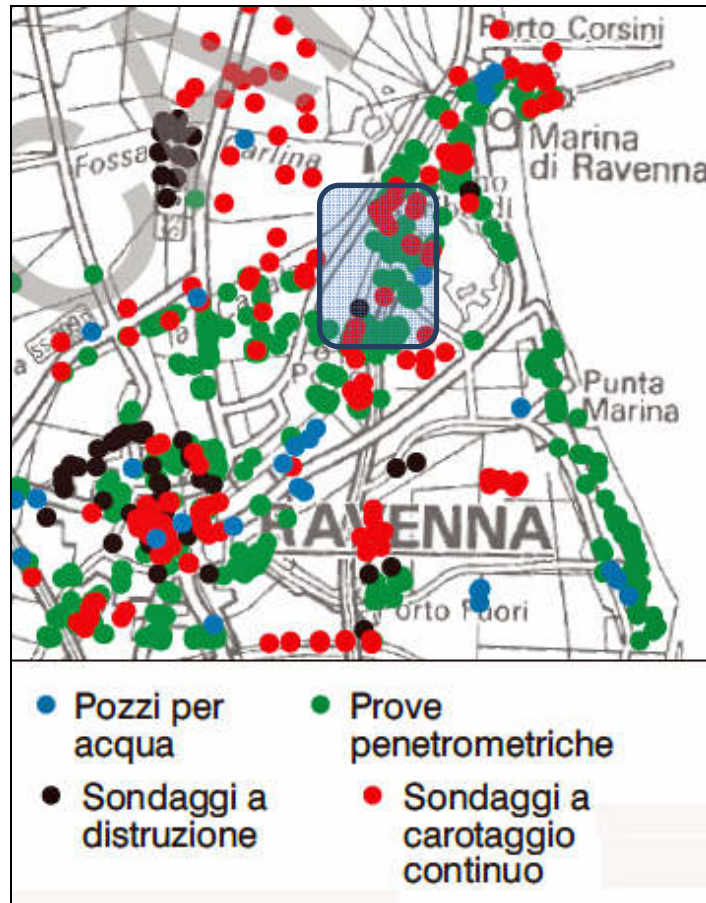 Porto Corsini
Marina
di Ravenna
Fossa
Carlina
Punta
Marina
RAVENNA
Porto Fuori
Pozzi per
acqua
Prove
penetrometriche
Sondaggi a
distruzione
Sondaggi a
carotaggio
continuo